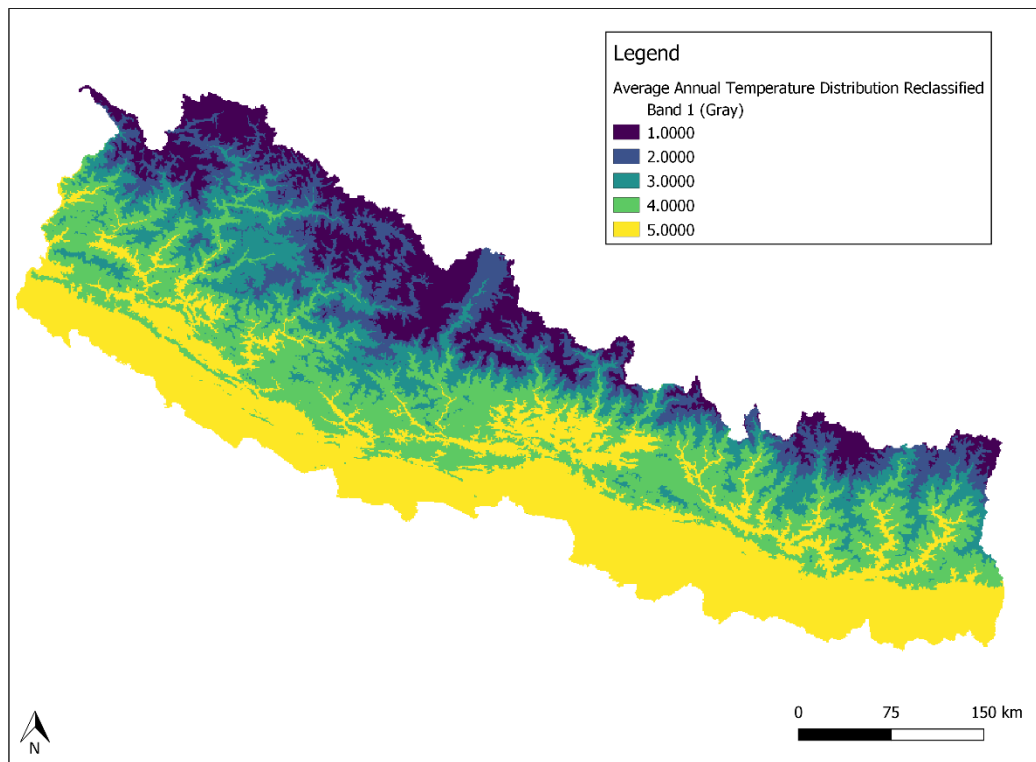 Legend
Average Annual Temperature Distribution Reclassified
Band 1 (Gray)
1.0000
2.0000
3.0000
4.0000
5.0000
N
0 75 150 km